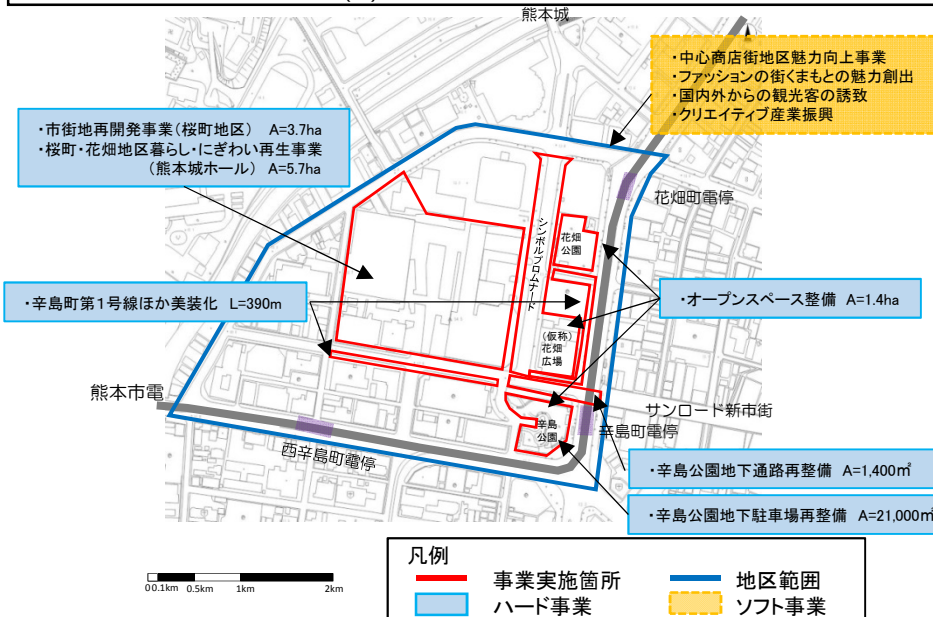 熊本城
・中心商店街地区魅力向上事業
・ファッションの街くまもとの魅力創出
・国内外からの観光客の誘致
・クリエイティブ産業振興
・市街地再開発事業(桜町地区) A=3.7ha
・桜町・花畑地区暮らし・にぎわい再生事業
(熊本城ホール) A=5.7ha
花畑町電停
シンボルプロムナード
花畑
公園
・辛島町第1号線ほか美装化 L=390m
・オープンスペース整備 A=1.4ha
(仮称)
花畑
広場
熊本市電
サンロード新市街
辛島
公園
辛島町電停
西辛島町電停
・辛島公園地下通路再整備 A=1,400㎡
・辛島公園地下駐車場再整備 A=21,000㎡
0 0.1km 0.5km 1km 2km
凡例
事業実施箇所
地区範囲
ハード事業
ソフト事業